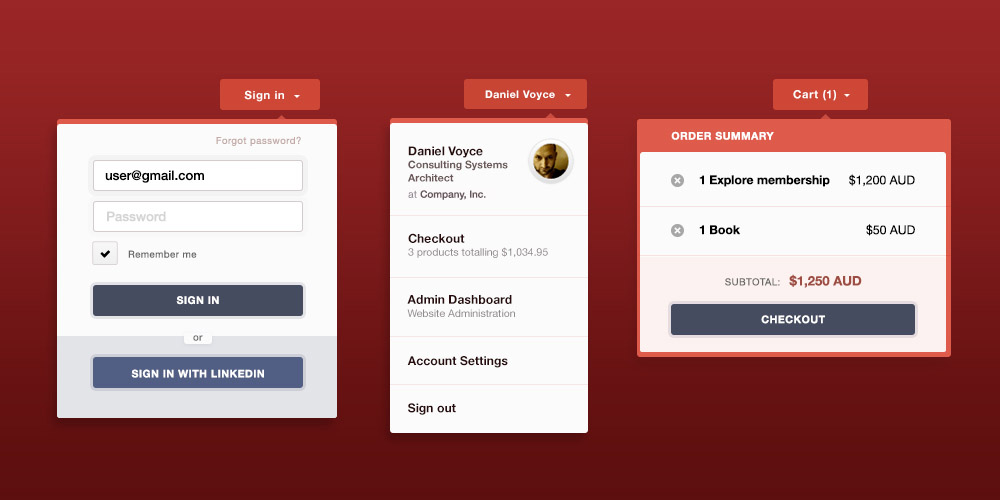 Sign in
Forgot password?
user@gmail.com
Password
Remember me
SIGN IN
or
SIGN IN WITH LINKEDIN
Daniel Voyce
Daniel Voyce
Consulting Systems
Architect
at Company, Inc.
Checkout
3 products totalling $1,034.95
Admin Dashboard
Website Administration
Account Settings
Sign out
Cart (1)
ORDER SUMMARY
1 Explore membership $1,200 AUD
1 Book $50 AUD
SUBTOTAL: $1,250 AUD
CHECKOUT